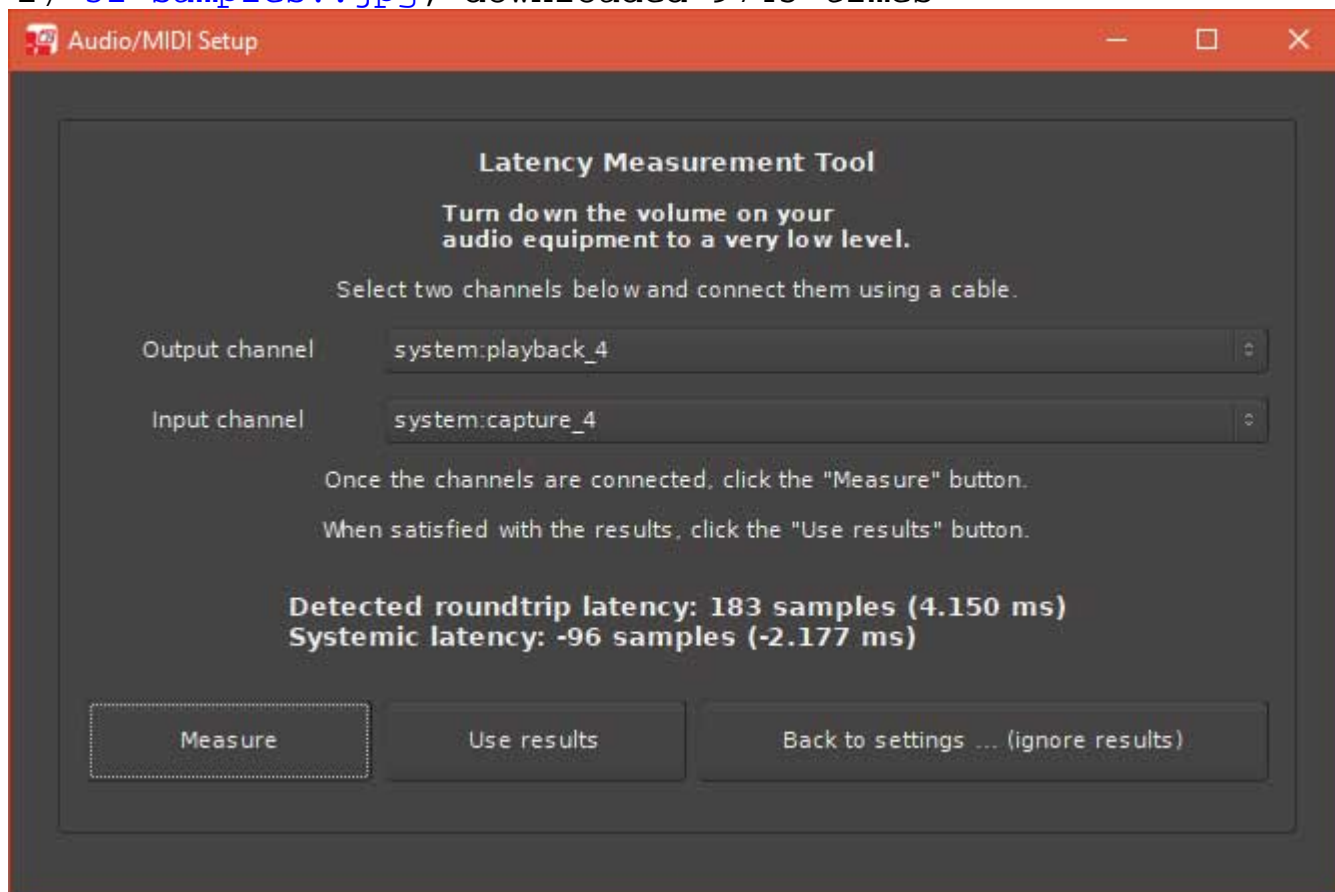 Audio/MIDI Setup
Latency Measurement Tool
Turn down the volume on your
audio equipment to a very low level.
Select two channels below and connect them using a cable.
Output channel system:playback_4
Input channel system:capture_4
Once the channels are connected, click the "Measure" button.
When satisfied with the results, click the "Use results" button.
Detected roundtrip latency: 183 samples (4.150 ms)
Systemic latency: -96 samples (-2.177 ms)
Measure Use results Back to settings ... (ignore results)